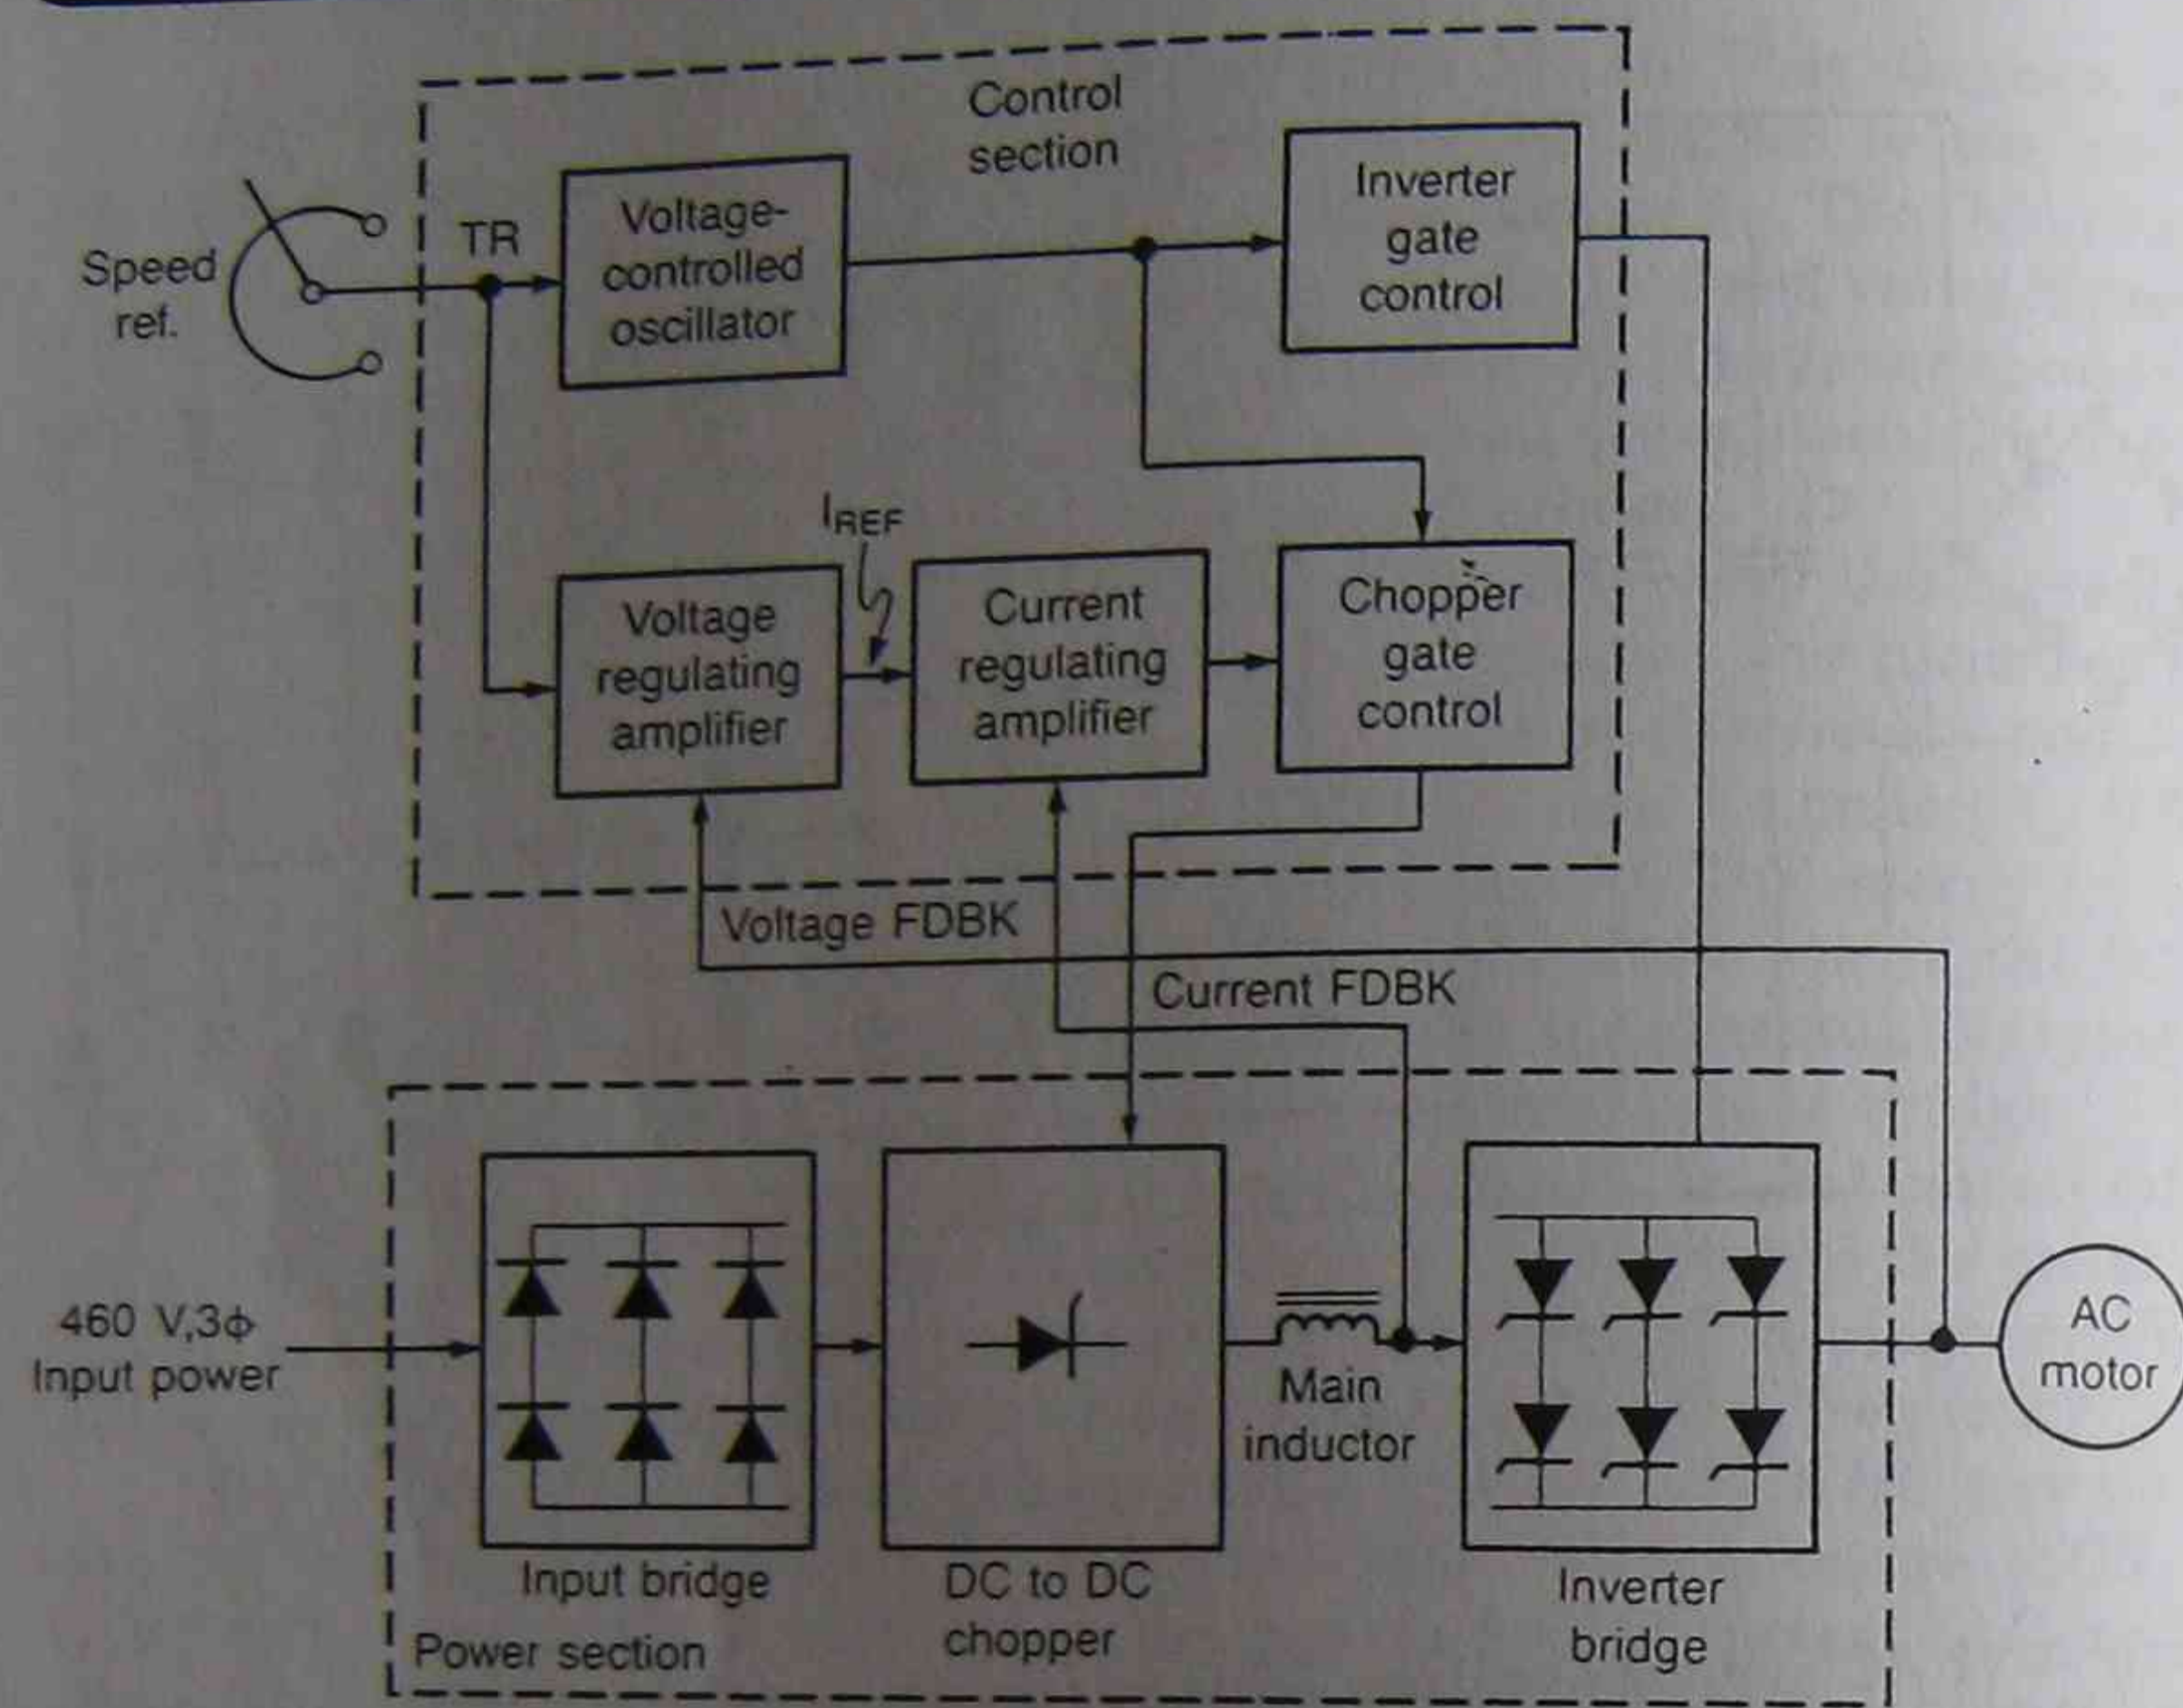 Control
section
Speed
ref.
TR
Voltage-
controlled
oscillator
Inverter
gate
control
IREF
Voltage
regulating
amplifier
Current
regulating
amplifier
Chopper
gate
control
Voltage FDBK
Current FDBK
460 V,3ϕ
Input power
Main
inductor
AC
motor
Input bridge
DC to DC
chopper
Inverter
bridge
Power section